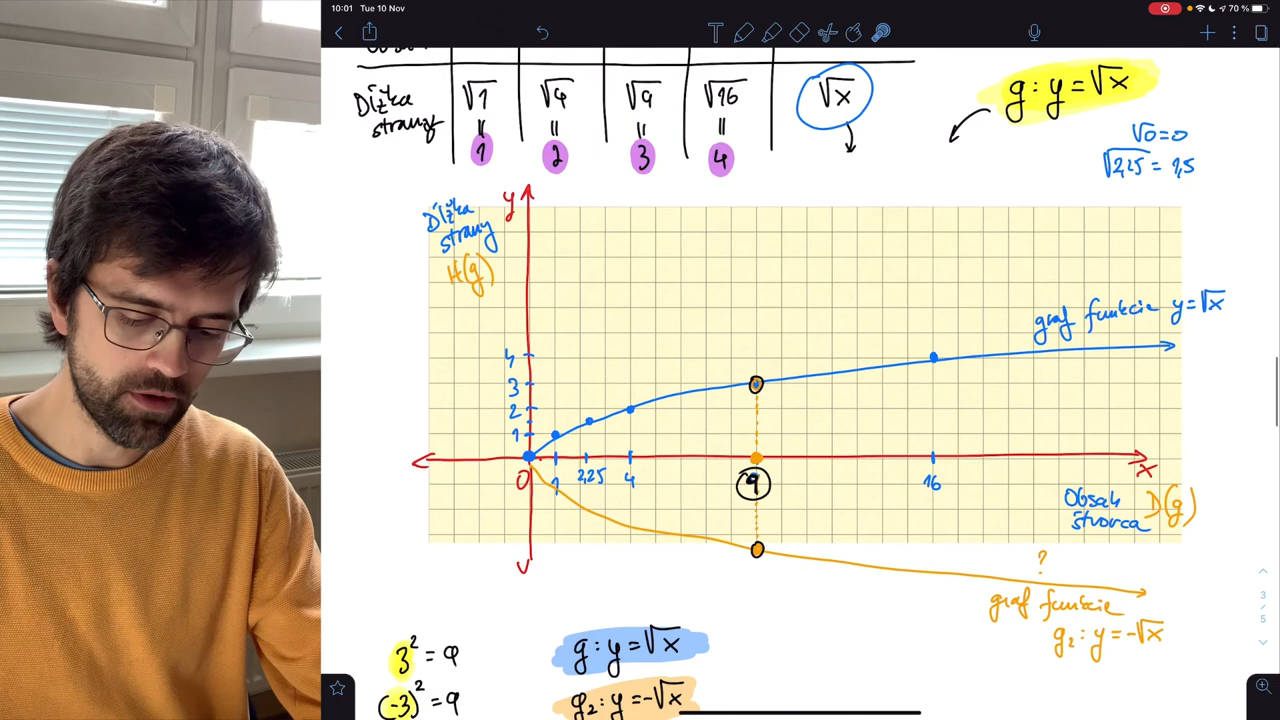 10:01 Tue 10 Nov
70 %
Dĺžka
strany
√1
√4
√9
√16
√x
=
=
=
=
1
2
3
4
g : y = √x
√0 = 0
√2,25 = 1,5
y
Dĺžka
strany
H(g)
graf funkcie y = √x
4
3
2
1
0
1
2,25
4
9
16
x
Obsah
štvorca
D(g)
?
graf funkcie
g₂ : y = -√x
3² = 9
(-3)² = 9
g : y = √x
g₂ : y = -√x
3
5